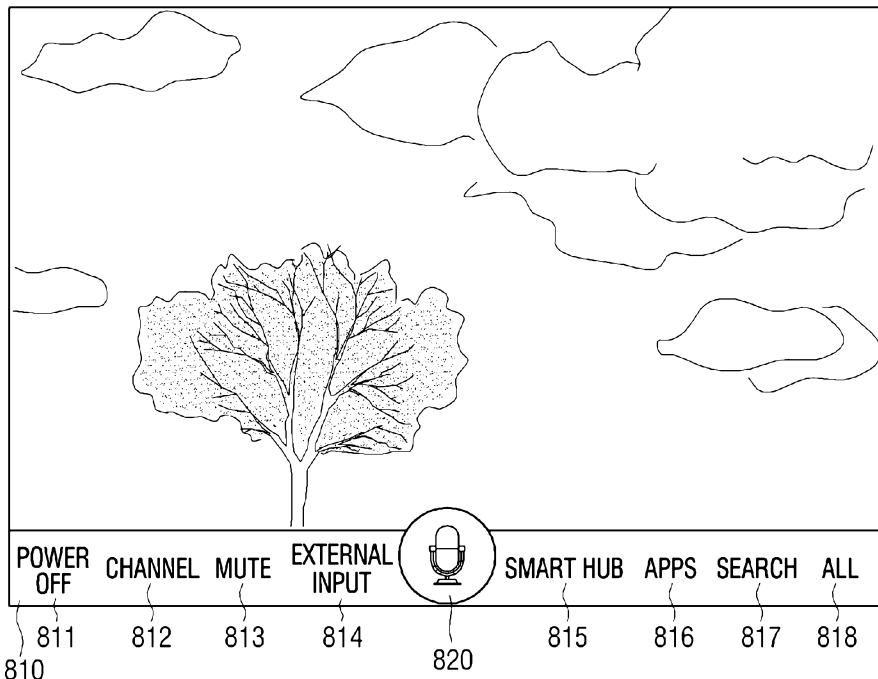 POWER OFF CHANNEL MUTE EXTERNAL INPUT SMART HUB APPS SEARCH ALL
811 812 813 814 815 816 817 818
820
810